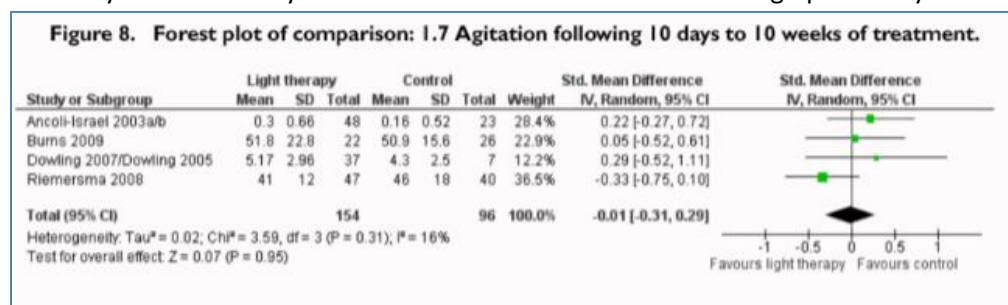 Figure 8. Forest plot of comparison: 1.7 Agitation following 10 days to 10 weeks of treatment.
Light therapy Control Std. Mean Difference Std. Mean Difference
Study or Subgroup Mean SD Total Mean SD Total Weight IV, Random, 95% CI IV, Random, 95% CI
Ancoli-Israel 2003a/b 0.3 0.66 48 0.16 0.52 23 28.4% 0.22 [-0.27, 0.72]
Burns 2009 51.8 22.8 22 50.9 15.6 26 22.9% 0.05 [-0.52, 0.61]
Dowling 2007/Dowling 2005 5.17 2.96 37 4.3 2.5 7 12.2% 0.29 [-0.52, 1.11]
Riemersma 2008 41 12 47 46 18 40 36.5% -0.33 [-0.75, 0.10]
Total (95% CI) 154 96 100.0% -0.01 [-0.31, 0.29]
Heterogeneity: Tau² = 0.02; Chi² = 3.59, df = 3 (P = 0.31); I² = 16%
Test for overall effect: Z = 0.07 (P = 0.95)
-1 -0.5 0 0.5 1
Favours light therapy Favours control